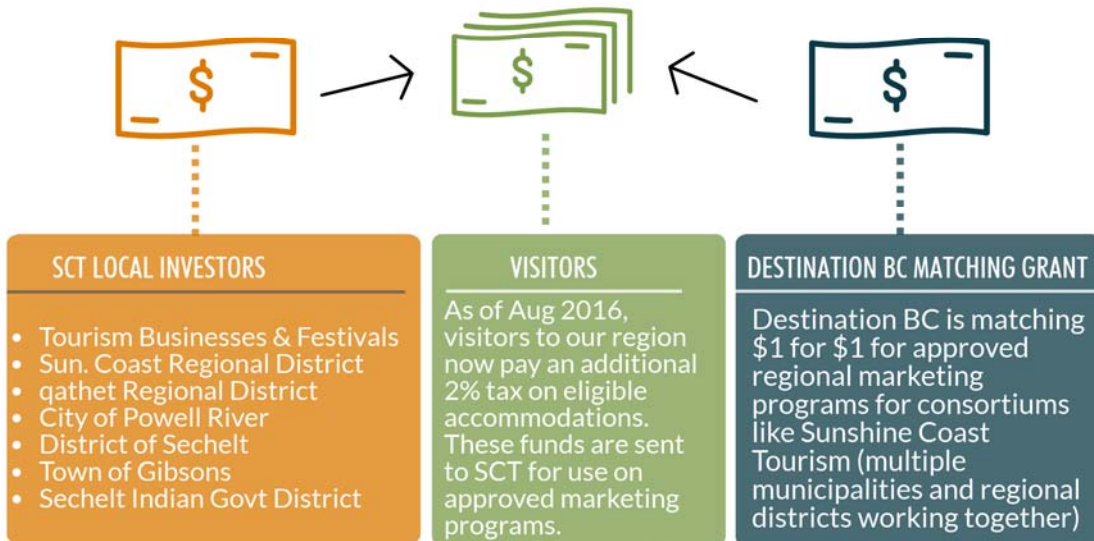 $
$
$
SCT LOCAL INVESTORS
• Tourism Businesses & Festivals
• Sun. Coast Regional District
• qathet Regional District
• City of Powell River
• District of Sechelt
• Town of Gibsons
• Sechelt Indian Govt District
VISITORS
As of Aug 2016,
visitors to our region
now pay an additional
2% tax on eligible
accommodations.
These funds are sent
to SCT for use on
approved marketing
programs.
DESTINATION BC MATCHING GRANT
Destination BC is matching
$1 for $1 for approved
regional marketing
programs for consortiums
like Sunshine Coast
Tourism (multiple
municipalities and regional
districts working together)